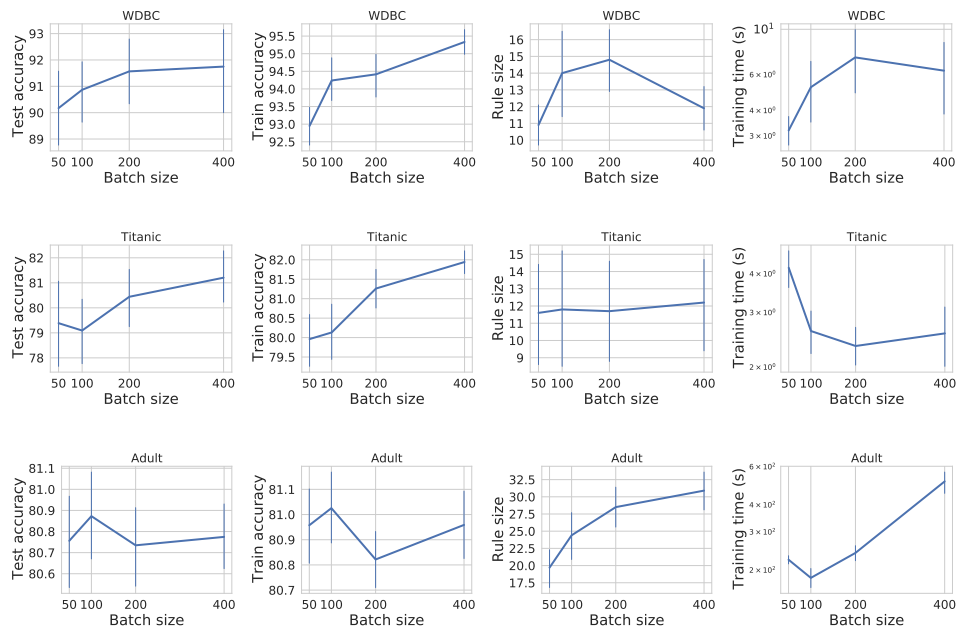 WDBC
Test accuracy
93
92
91
90
89
50 100 200 400
Batch size
WDBC
Train accuracy
95.5
95.0
94.5
94.0
93.5
93.0
92.5
50 100 200 400
Batch size
WDBC
Rule size
16
15
14
13
12
11
10
50 100 200 400
Batch size
WDBC
Training time (s)
10¹
6 × 10⁰
4 × 10⁰
3 × 10⁰
50 100 200 400
Batch size
Titanic
Test accuracy
82
81
80
79
78
50 100 200 400
Batch size
Titanic
Train accuracy
82.0
81.5
81.0
80.5
80.0
79.5
50 100 200 400
Batch size
Titanic
Rule size
15
14
13
12
11
10
9
50 100 200 400
Batch size
Titanic
Training time (s)
4 × 10⁰
3 × 10⁰
2 × 10⁰
50 100 200 400
Batch size
Adult
Test accuracy
81.1
81.0
80.9
80.8
80.7
80.6
50 100 200 400
Batch size
Adult
Train accuracy
81.1
81.0
80.9
80.8
80.7
50 100 200 400
Batch size
Adult
Rule size
32.5
30.0
27.5
25.0
22.5
20.0
17.5
50 100 200 400
Batch size
Adult
Training time (s)
6 × 10²
4 × 10²
3 × 10²
2 × 10²
50 100 200 400
Batch size